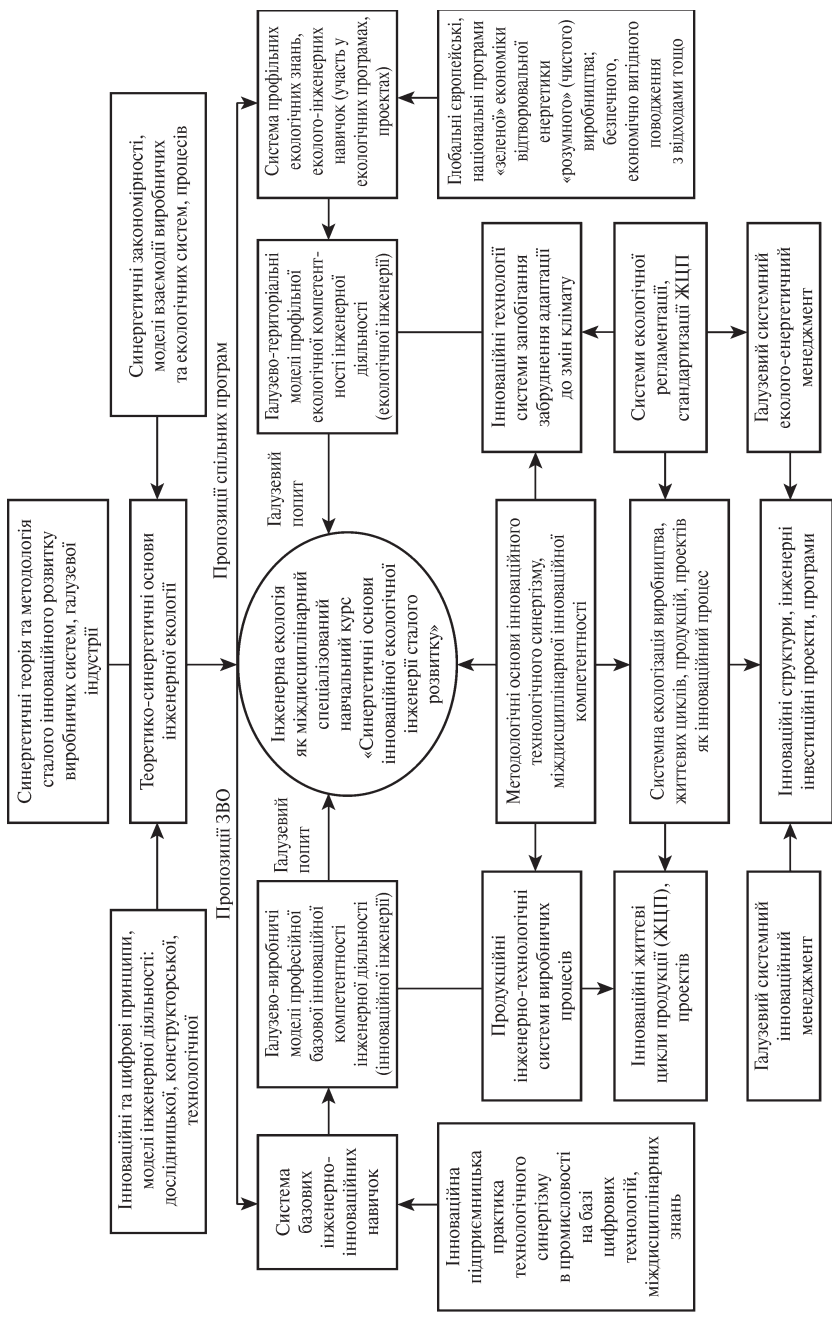 Синергетичні теорія та методологія
сталого інноваційного розвитку
виробничих систем, галузевої
індустрії
Інноваційні та цифрові принципи,
моделі інженерної діяльності:
дослідницької, конструкторської,
технологічної
Теоретико-синергетичні основи
інженерної екології
Синергетичні закономірності,
моделі взаємодії виробничих
та екологічних систем, процесів
Пропозиції ЗВО
Пропозиції спільних програм
Система
базових
інженерно-
інноваційних
навичок
Галузево-виробничі
моделі професійної
базової інноваційної
компетентності
інженерної діяльності
(інноваційної інженерії)
Галузевий
попит
Інженерна екологія
як міждисциплінарний
спеціалізований
навчальний курс
«Синергетичні основи
інноваційної екологічної
інженерії сталого
розвитку»
Галузевий
попит
Галузево-територіальні
моделі профільної
екологічної компетент-
ності інженерної
діяльності
(екологічної інженерії)
Система профільних
екологічних знань,
еколого-інженерних
навичок (участь у
екологічних програмах,
проектах)
Інноваційна
підприємницька
практика
технологічного
синергізму
в промисловості
на базі
цифрових
технологій,
міждисциплінарних
знань
Продукційні
інженерно-технологічні
системи виробничих
процесів
Методологічні основи інноваційного
технологічного синергізму,
міждисциплінарної інноваційної
компетентності
Інноваційні технології
системи запобігання
забруднення адаптації
до змін клімату
Глобальні європейські,
національні програми
«зеленої» економіки
відтворювальної
енергетики
«розумного» (чистого)
виробництва;
безпечного,
економічно вигідного
поводження
з відходами тощо
Інноваційні життєві
цикли продукції (ЖЦП),
проектів
Системна екологізація виробництва,
життєвих циклів, продукцій, проектів
як інноваційний процес
Системи екологічної
регламентації,
стандартизації ЖЦП
Галузевий системний
інноваційний
менеджмент
Інноваційні структури, інженерні
інвестиційні проекти, програми
Галузевий системний
еколого-енергетичний
менеджмент